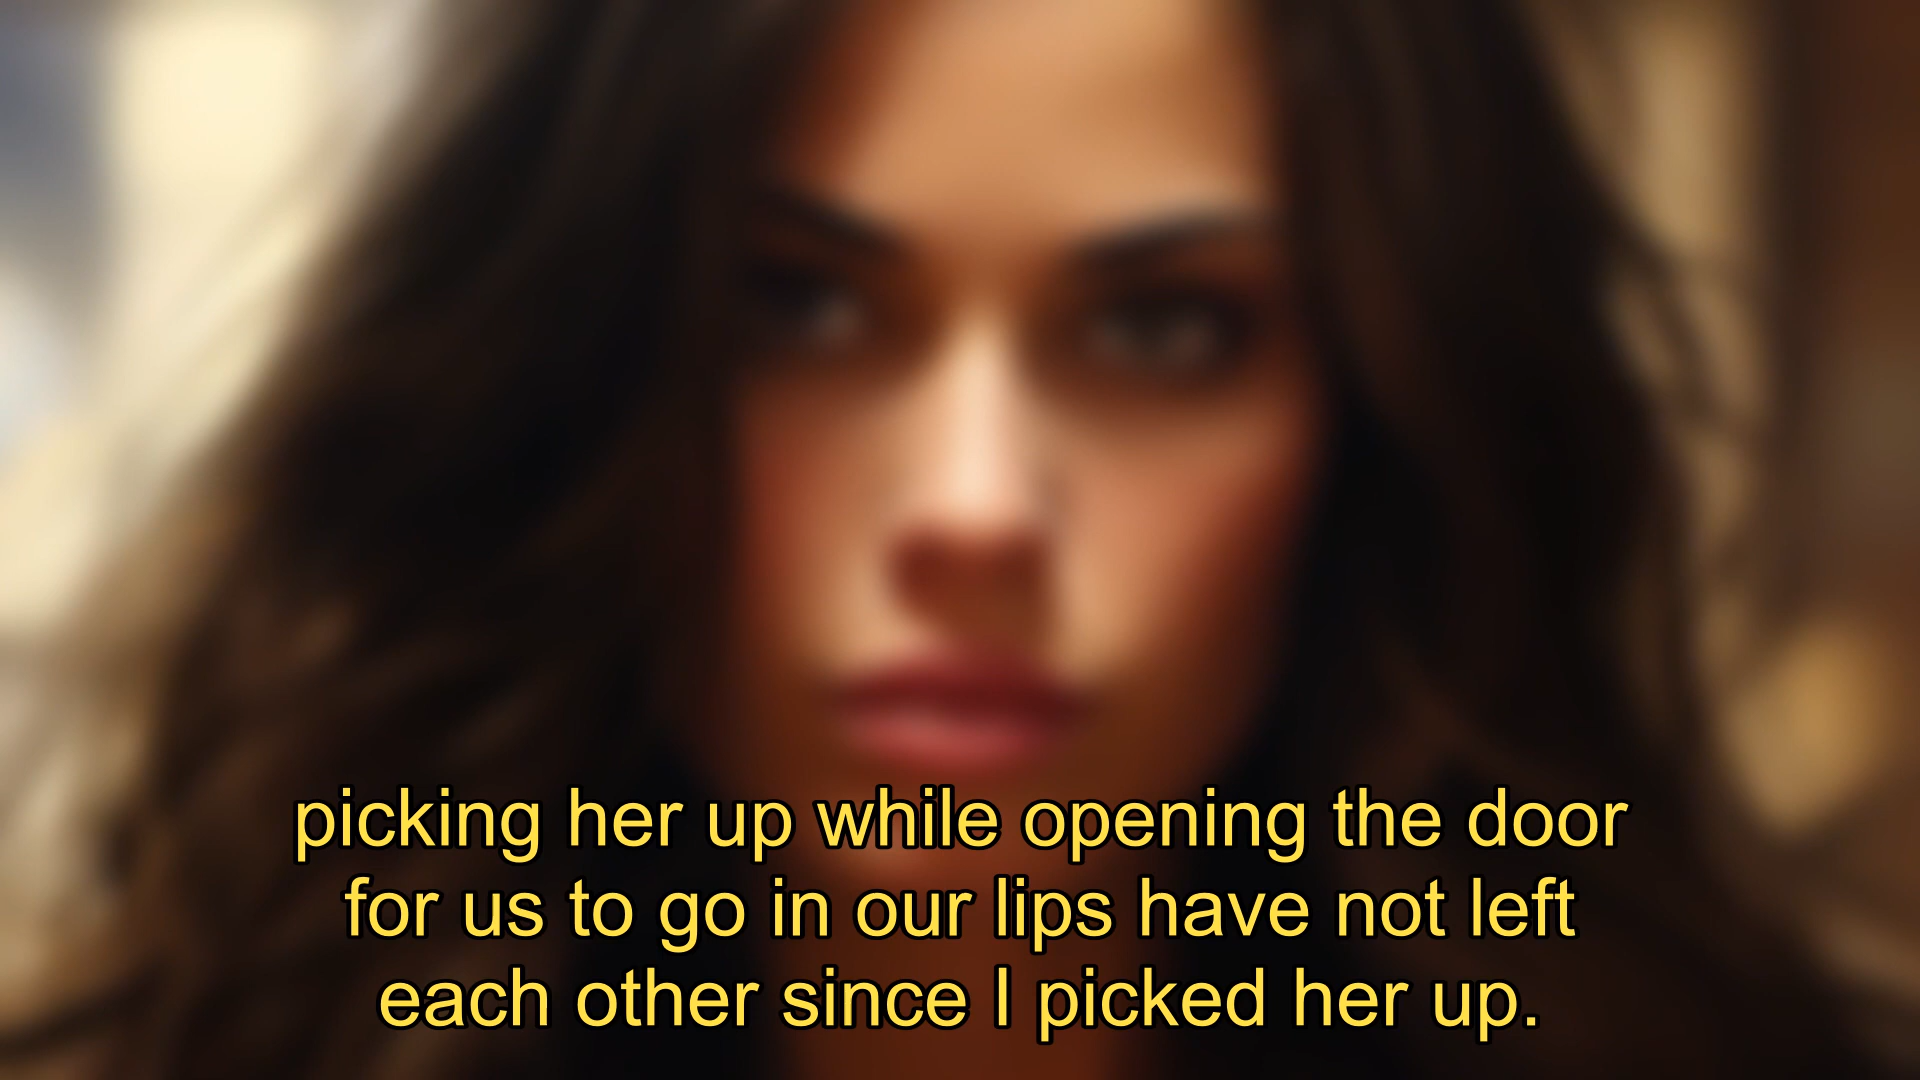 picking her up while opening the door
for us to go in our lips have not left
each other since I picked her up.